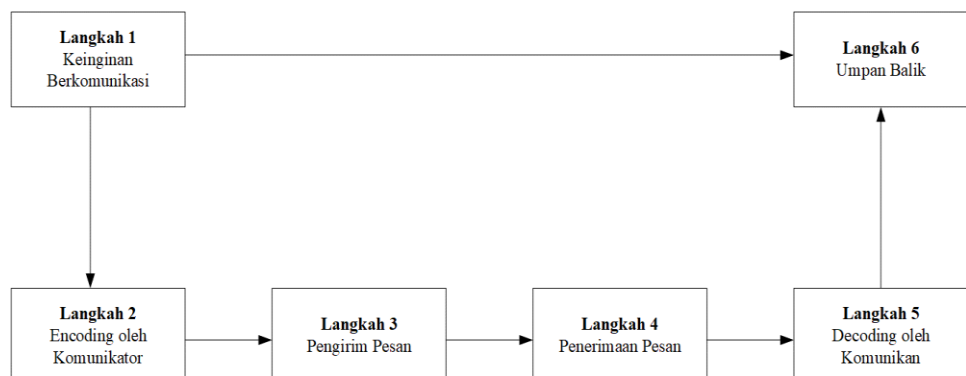 Langkah 1
Keinginan
Berkomunikasi
Langkah 6
Umpan Balik
Langkah 2
Encoding oleh
Komunikator
Langkah 3
Pengirim Pesan
Langkah 4
Penerimaan Pesan
Langkah 5
Decoding oleh
Komunikan